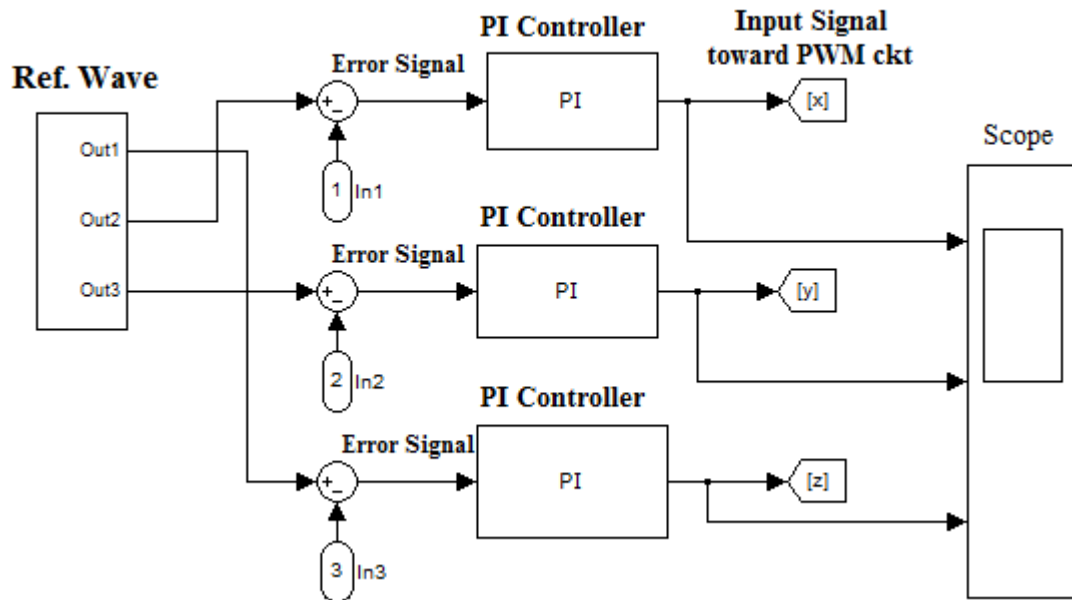 PI Controller
Input Signal
toward PWM ckt
Error Signal
Ref. Wave
PI
[x]
Scope
Out1
1
In1
PI Controller
Out2
Error Signal
Out3
PI
[y]
2
In2
PI Controller
Error Signal
PI
[z]
3
In3